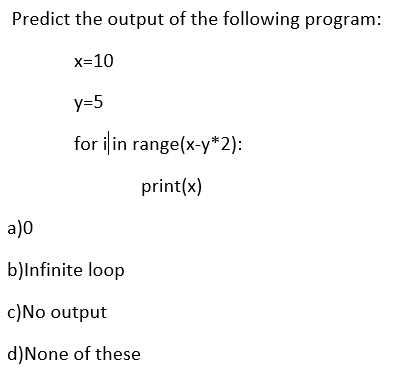 Predict the output of the following program:
x=10
y=5
for i in range(x-y*2):
print(x)
a)0
b)Infinite loop
c)No output
d)None of these